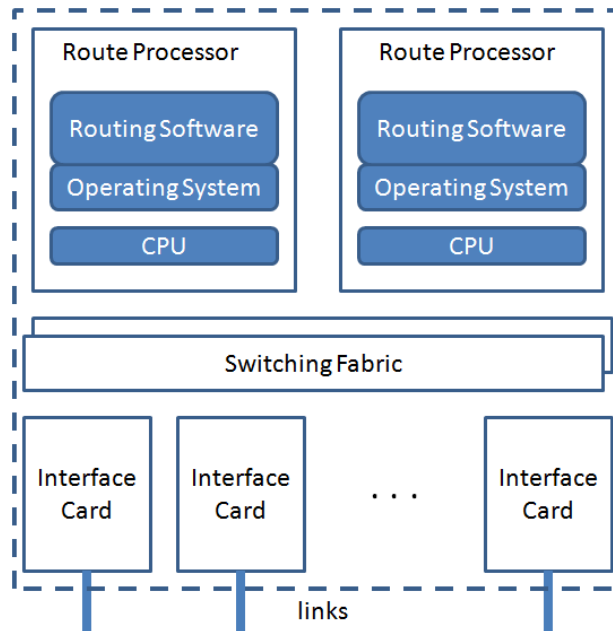 Route Processor
Routing Software
Operating System
CPU
Route Processor
Routing Software
Operating System
CPU
Switching Fabric
Interface
Card
Interface
Card
. . .
Interface
Card
links